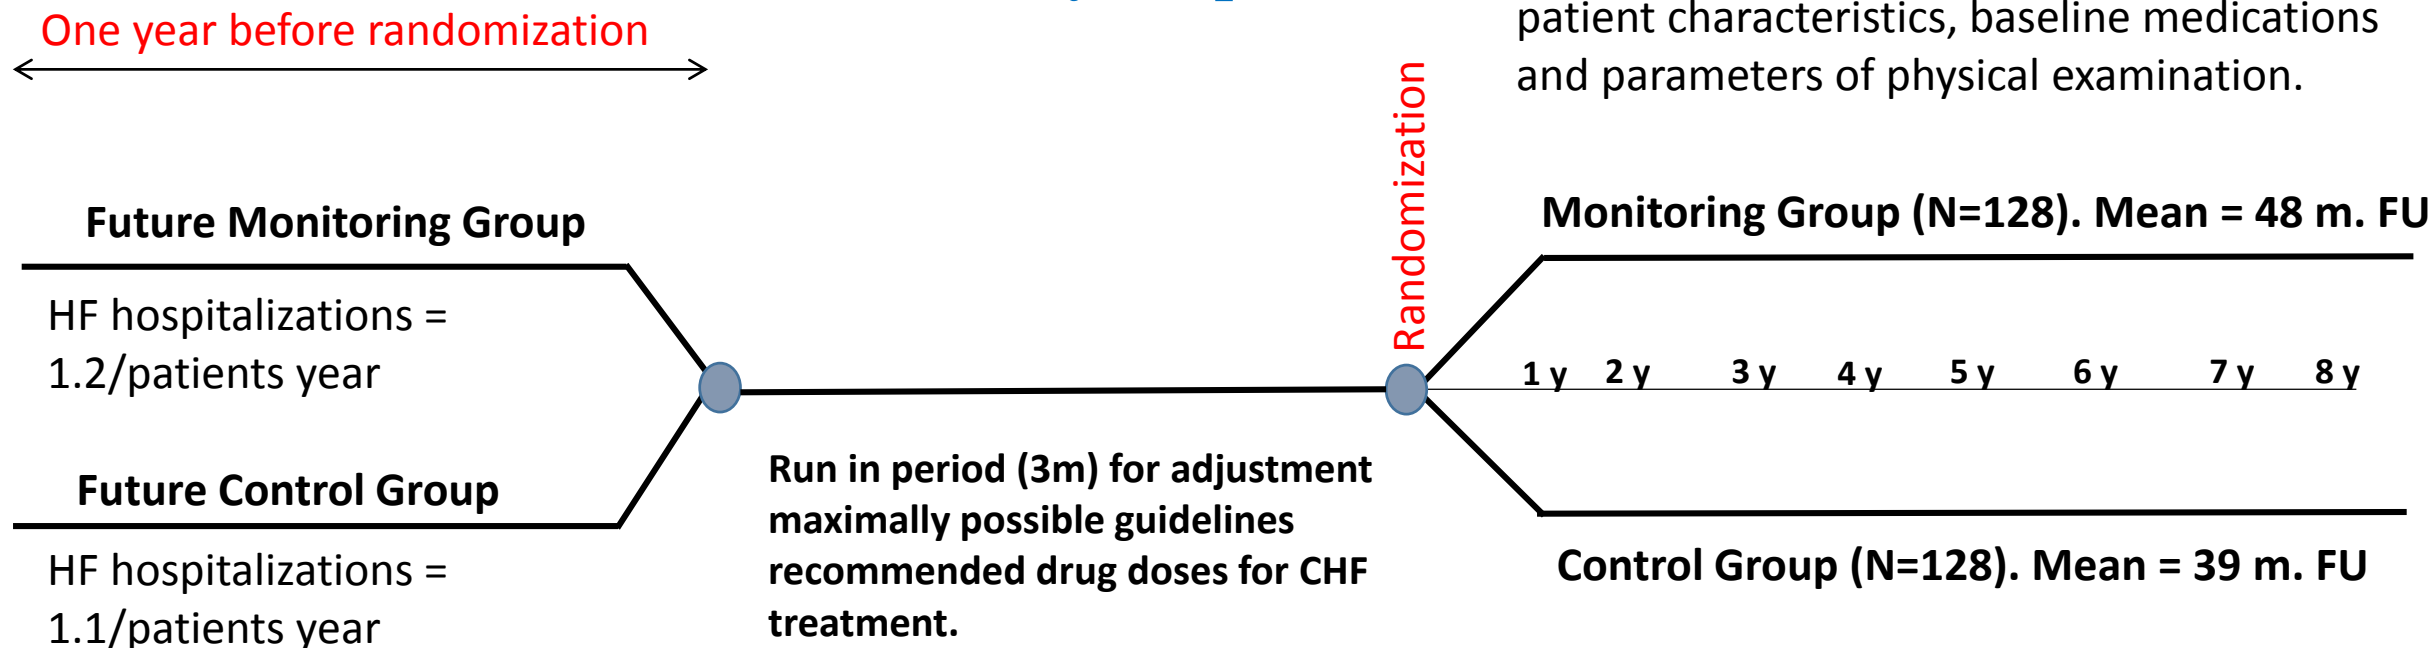 One year before randomization
patient characteristics, baseline medications
and parameters of physical examination.
Randomization
Future Monitoring Group
HF hospitalizations =
1.2/patients year
Future Control Group
HF hospitalizations =
1.1/patients year
Run in period (3m) for adjustment
maximally possible guidelines
recommended drug doses for CHF
treatment.
Monitoring Group (N=128). Mean = 48 m. FU
1 y 2 y 3 y 4 y 5 y 6 y 7 y 8 y
Control Group (N=128). Mean = 39 m. FU